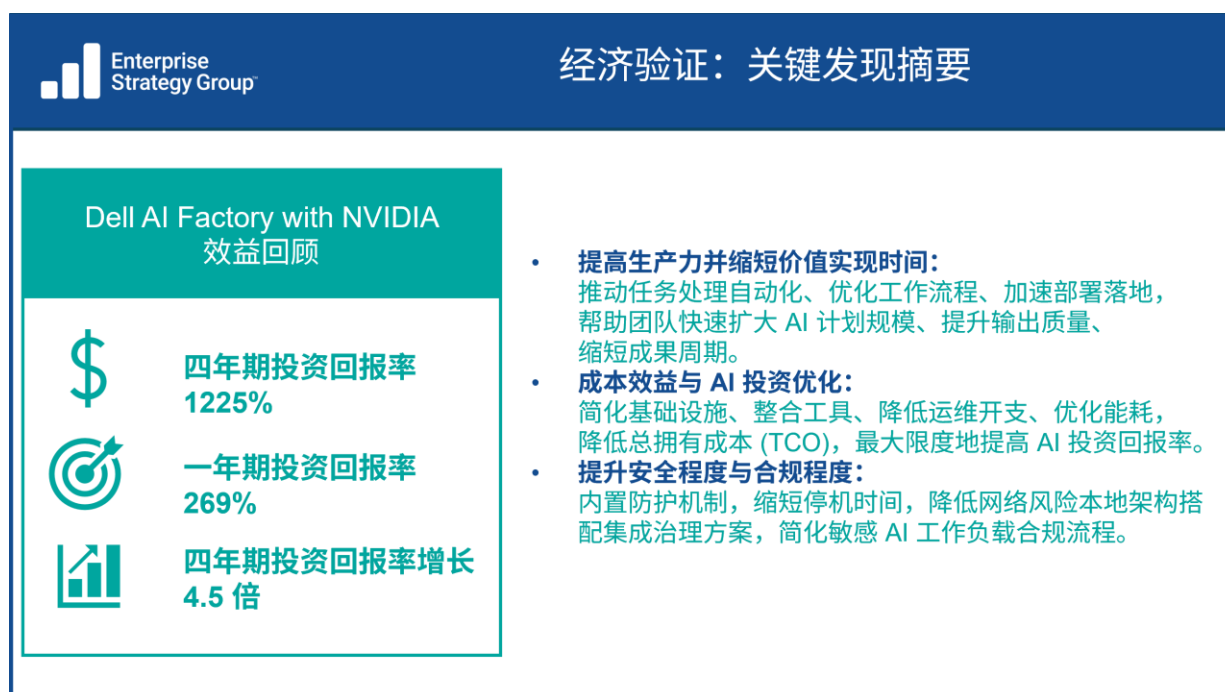 Enterprise
Strategy Group™
经济验证：关键发现摘要
Dell AI Factory with NVIDIA
效益回顾
四年期投资回报率
1225%
一年期投资回报率
269%
四年期投资回报率增长
4.5 倍
• 提高生产力并缩短价值实现时间：
推动任务处理自动化、优化工作流程、加速部署落地，
帮助团队快速扩大 AI 计划规模、提升输出质量、
缩短成果周期。
• 成本效益与 AI 投资优化：
简化基础设施、整合工具、降低运维开支、优化能耗，
降低总拥有成本 (TCO)，最大限度地提高 AI 投资回报率。
• 提升安全程度与合规程度：
内置防护机制，缩短停机时间，降低网络风险本地架构搭
配集成治理方案，简化敏感 AI 工作负载合规流程。